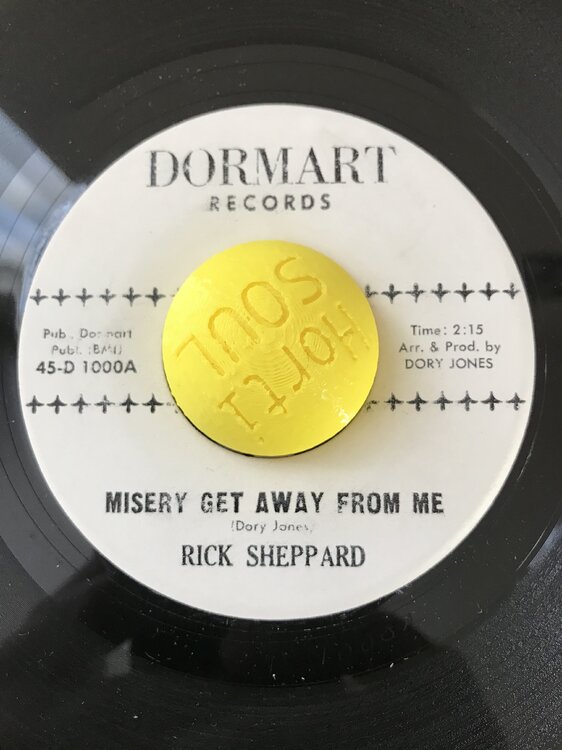 DORMART
RECORDS
Pub. Dormart
Publ. (BMI)
45-D 1000A
Time: 2:15
Arr. & Prod. by
DORY JONES
SOUL
Horti
MISERY GET AWAY FROM ME
(Dory Jones)
RICK SHEPPARD